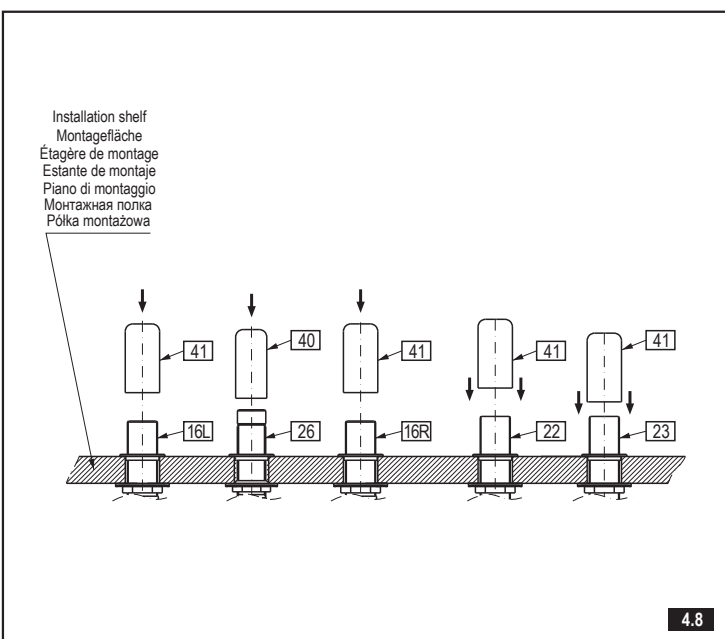 Installation shelf
Montagefläche
Étagère de montage
Estante de montaje
Piano di montaggio
Монтажная полка
Półka montażowa
41
40
41
41
41
16L
26
16R
22
23
4.8